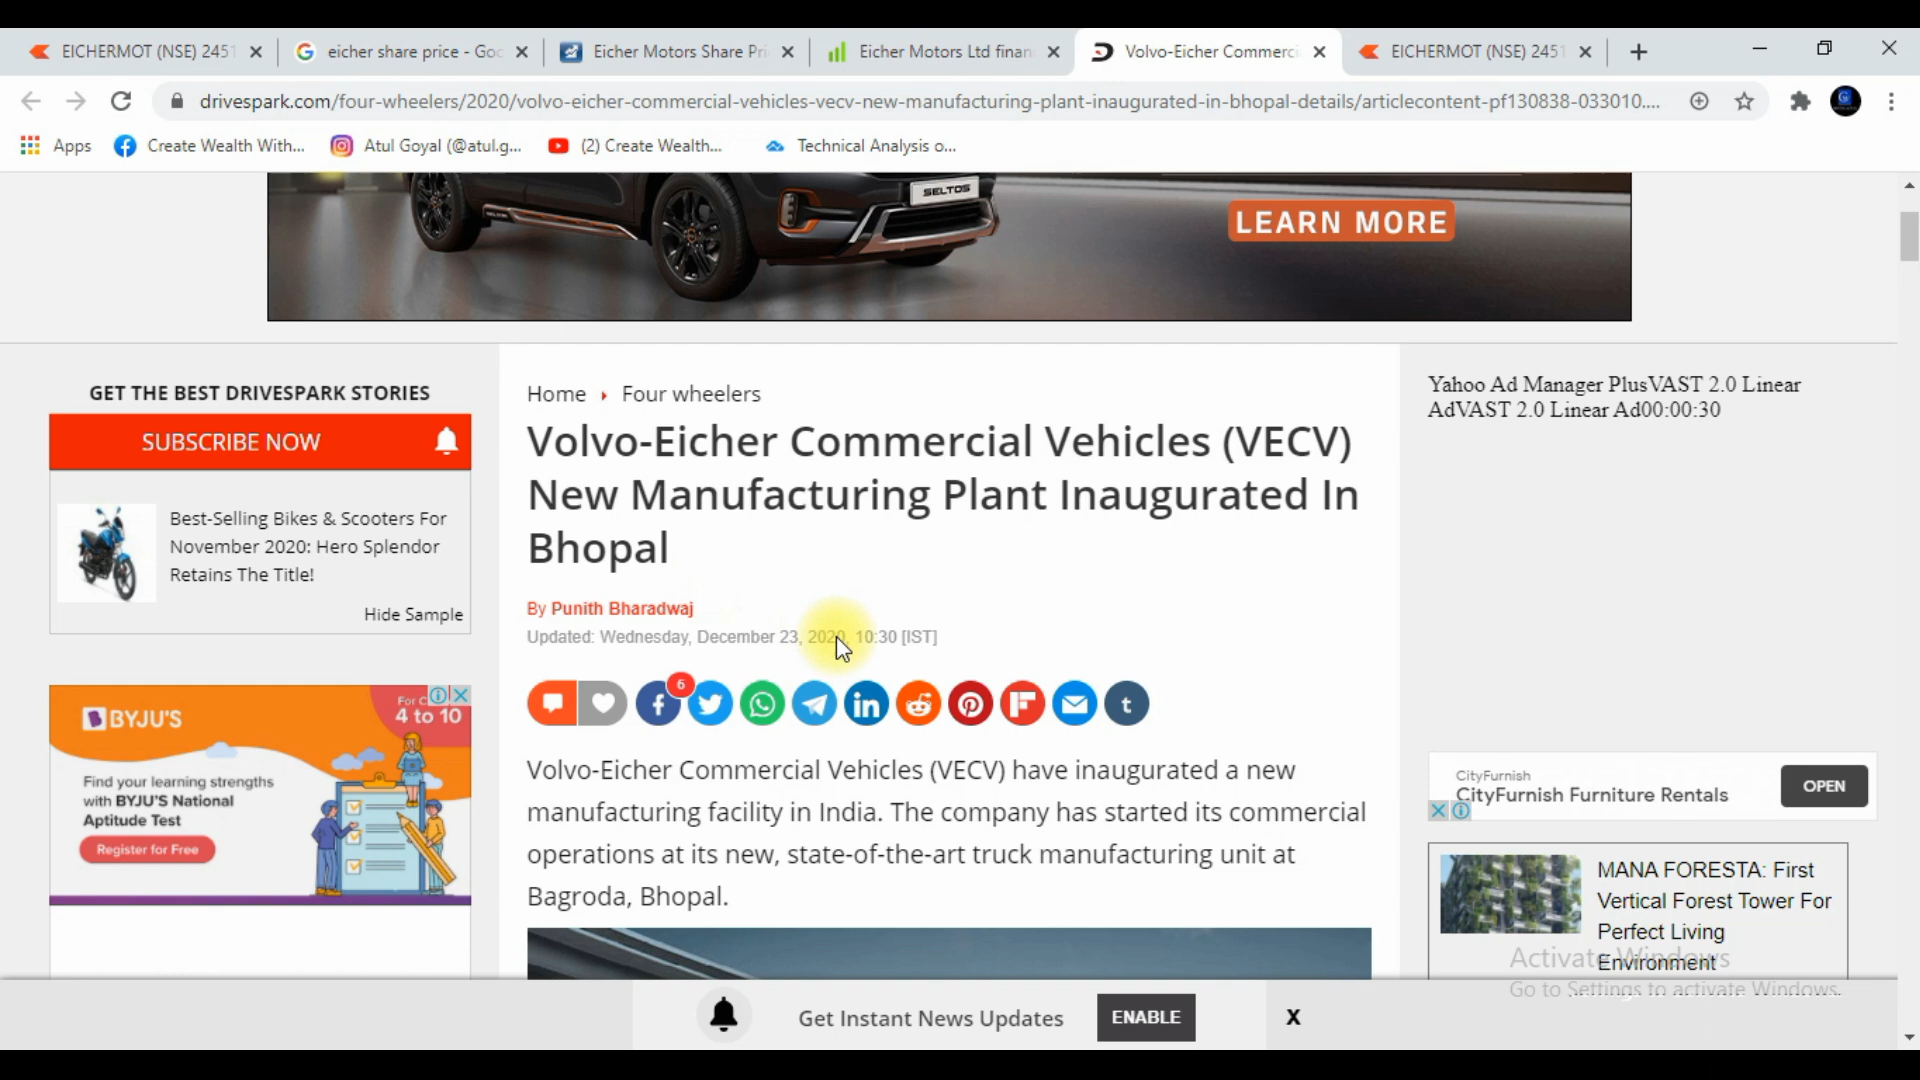 EICHERMOT (NSE) 2451
eicher share price - Goo
Eicher Motors Share Pri
Eicher Motors Ltd finan
Volvo-Eicher Commerci
EICHERMOT (NSE) 2451
drivespark.com/four-wheelers/2020/volvo-eicher-commercial-vehicles-vecv-new-manufacturing-plant-inaugurated-in-bhopal-details/articlecontent-pf130838-033010....
Apps
Create Wealth With...
Atul Goyal (@atul.g...
(2) Create Wealth...
Technical Analysis o...
SELTOS
LEARN MORE
GET THE BEST DRIVESPARK STORIES
SUBSCRIBE NOW
Best-Selling Bikes & Scooters For
November 2020: Hero Splendor
Retains The Title!
Hide Sample
BYJU'S
For C
4 to 10
Find your learning strengths
with BYJU'S National
Aptitude Test
Register for Free
Home
Four wheelers
Volvo-Eicher Commercial Vehicles (VECV)
New Manufacturing Plant Inaugurated In
Bhopal
By Punith Bharadwaj
Updated: Wednesday, December 23, 2020, 10:30 [IST]
6
Volvo-Eicher Commercial Vehicles (VECV) have inaugurated a new
manufacturing facility in India. The company has started its commercial
operations at its new, state-of-the-art truck manufacturing unit at
Bagroda, Bhopal.
Yahoo Ad Manager PlusVAST 2.0 Linear
AdVAST 2.0 Linear Ad00:00:30
CityFurnish
CityFurnish Furniture Rentals
OPEN
MANA FORESTA: First
Vertical Forest Tower For
Perfect Living
Environment
Activate Windows
Go to Settings to activate Windows.
Get Instant News Updates
ENABLE
X